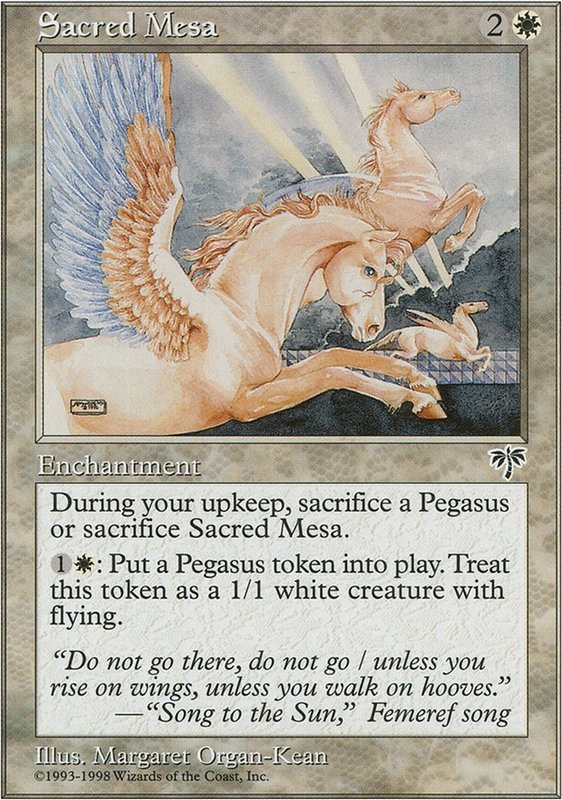 Sacred Mesa 2
Enchantment
During your upkeep, sacrifice a Pegasus
or sacrifice Sacred Mesa.
1 : Put a Pegasus token into play. Treat
this token as a 1/1 white creature with
flying.
“Do not go there, do not go / unless you
rise on wings, unless you walk on hooves.”
—“Song to the Sun,” Femeref song
Illus. Margaret Organ-Kean
©1993-1998 Wizards of the Coast, Inc.